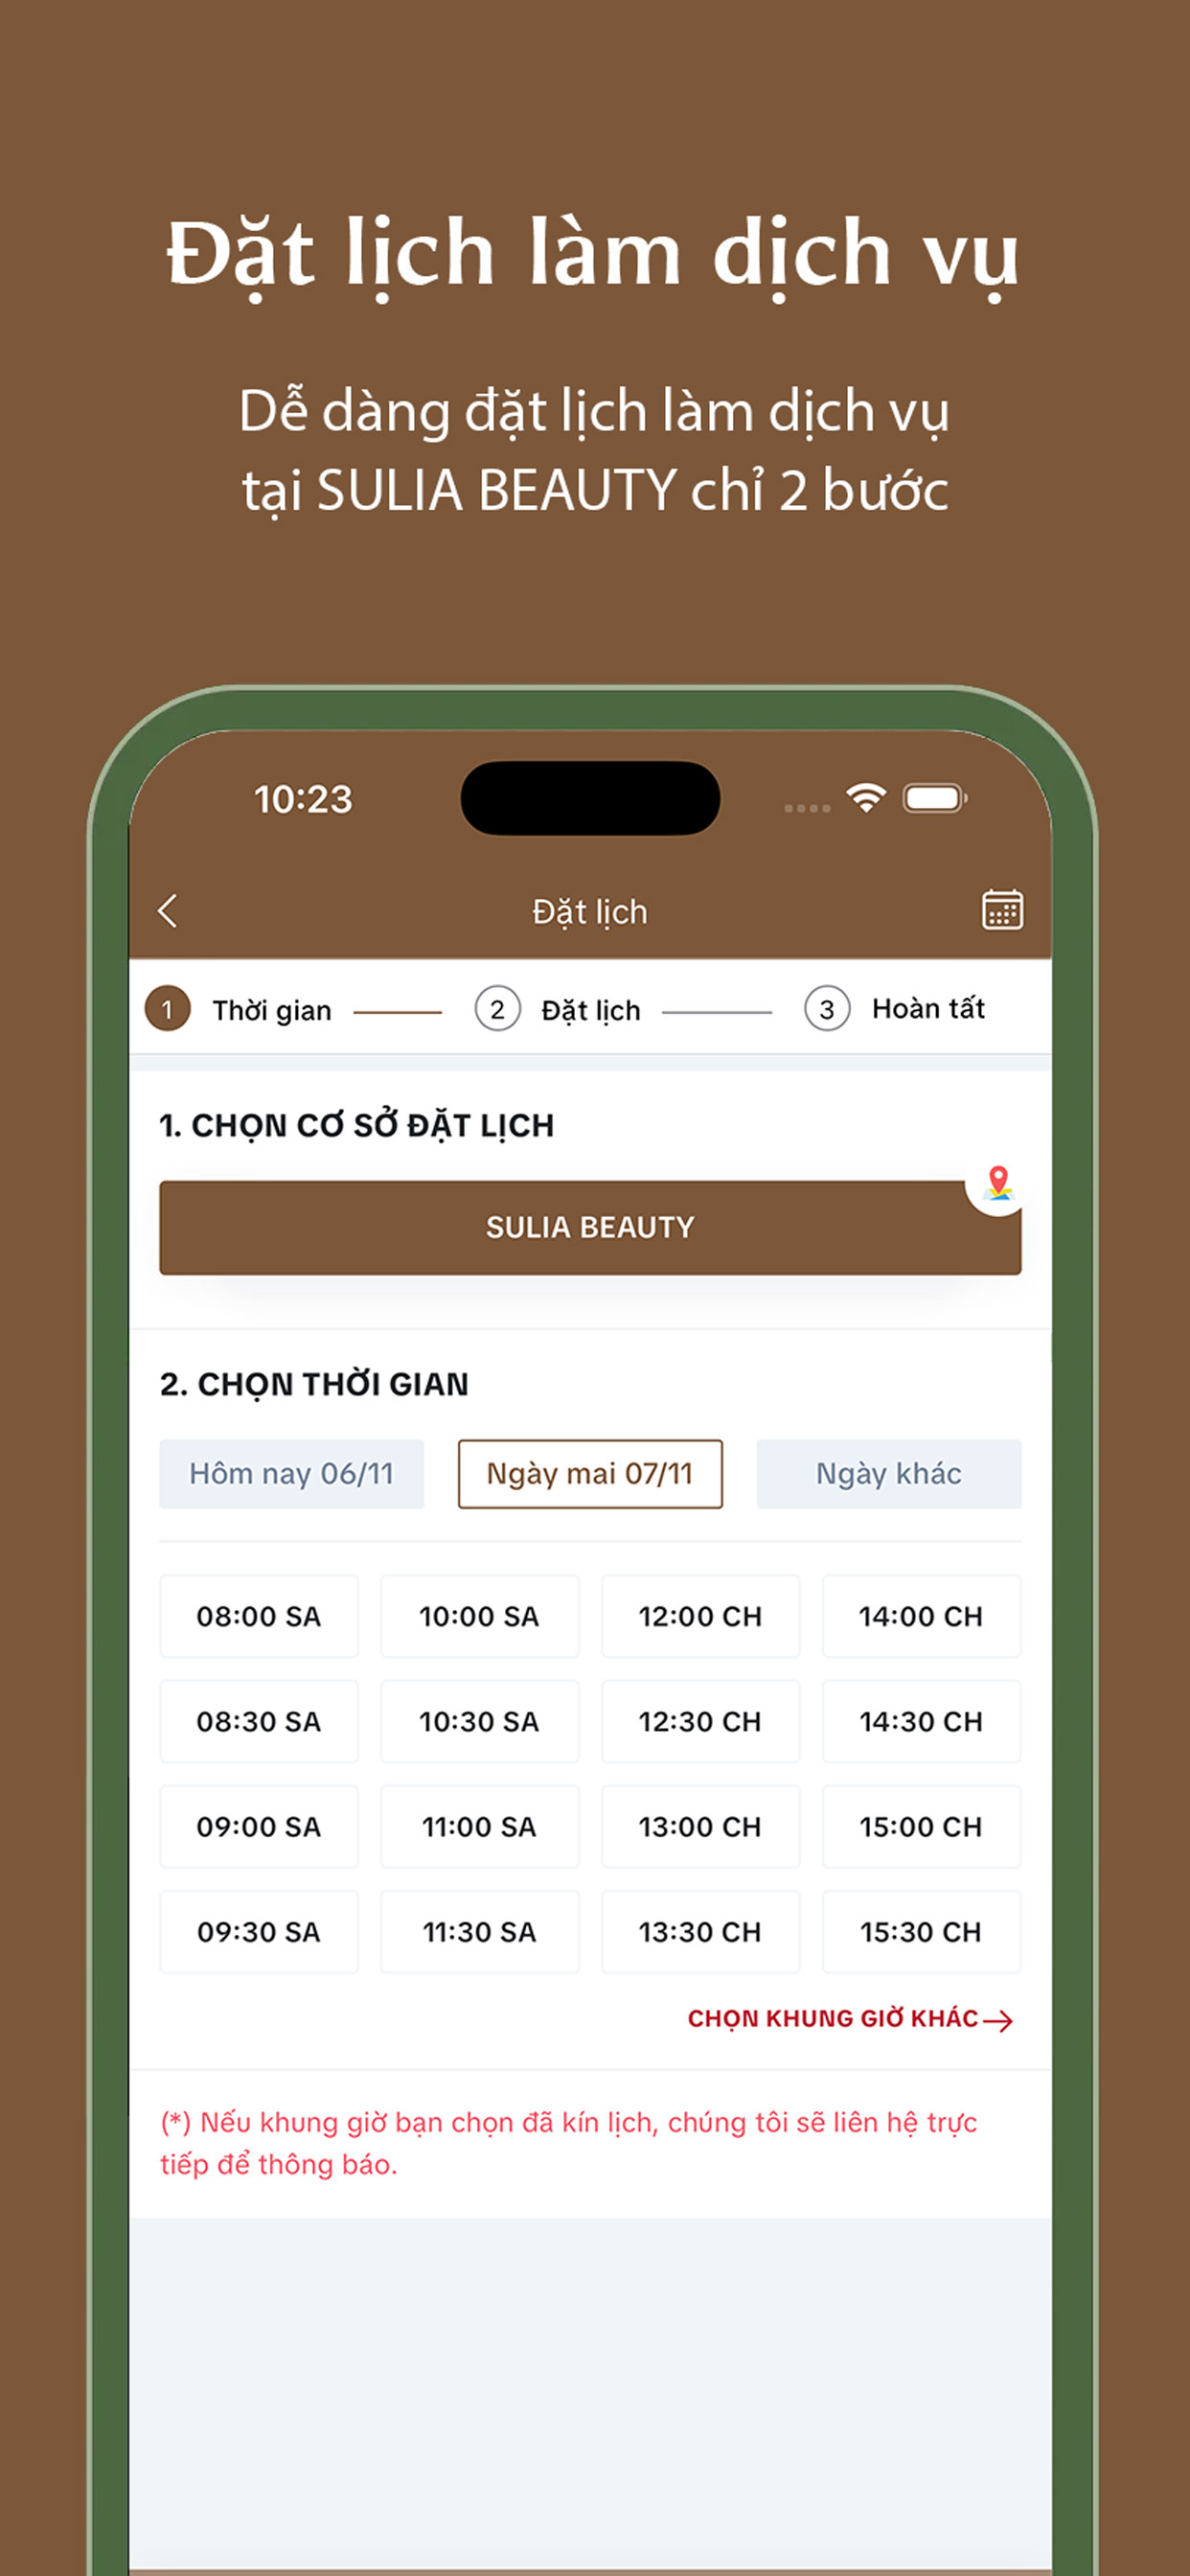 Đặt lịch làm dịch vụ
Dễ dàng đặt lịch làm dịch vụ
tại SULIA BEAUTY chỉ 2 bước
10:23
Đặt lịch
1 Thời gian 2 Đặt lịch 3 Hoàn tất
1. CHỌN CƠ SỞ ĐẶT LỊCH
SULIA BEAUTY
2. CHỌN THỜI GIAN
Hôm nay 06/11 Ngày mai 07/11 Ngày khác
08:00 SA 10:00 SA 12:00 CH 14:00 CH
08:30 SA 10:30 SA 12:30 CH 14:30 CH
09:00 SA 11:00 SA 13:00 CH 15:00 CH
09:30 SA 11:30 SA 13:30 CH 15:30 CH
CHỌN KHUNG GIỜ KHÁC
(*) Nếu khung giờ bạn chọn đã kín lịch, chúng tôi sẽ liên hệ trực
tiếp để thông báo.